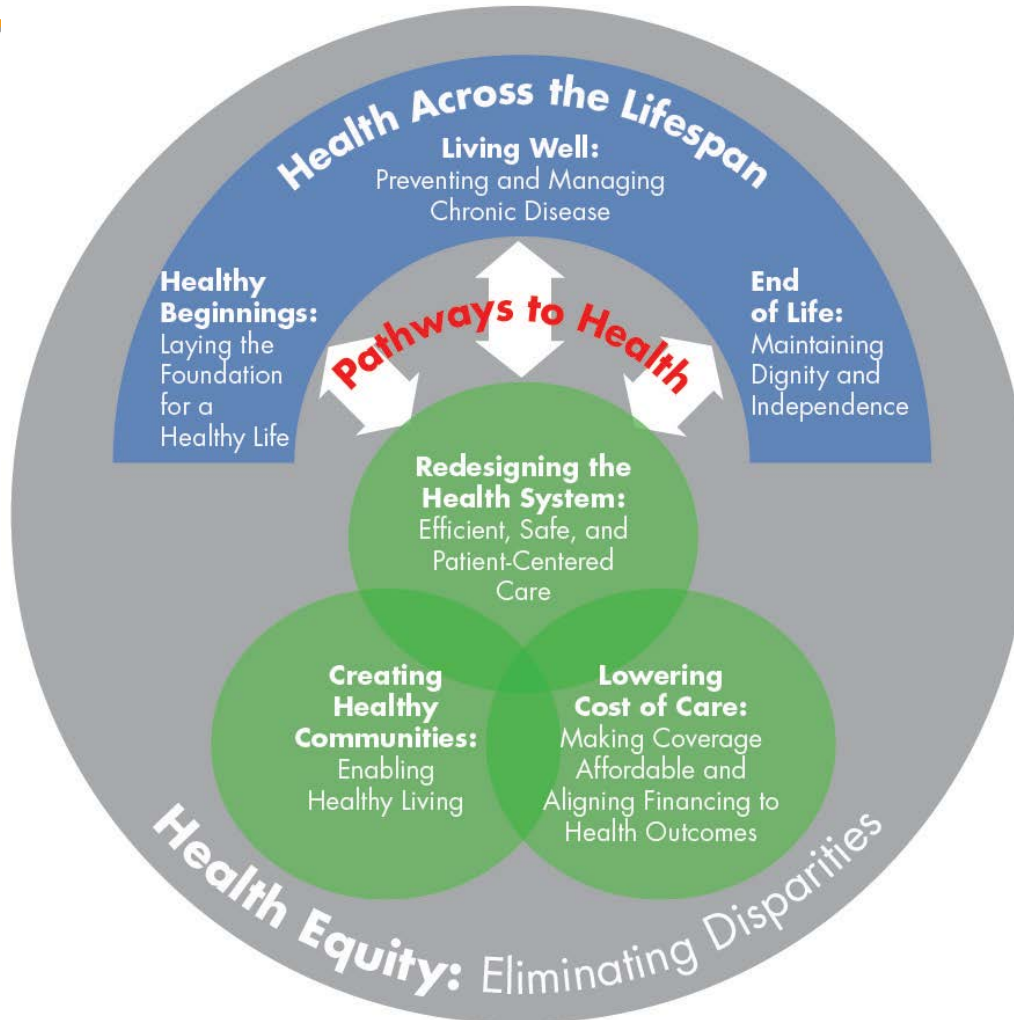 Health Across the Lifespan
Living Well:
Preventing and Managing
Chronic Disease
Healthy
Beginnings:
Laying the
Foundation
for a
Healthy Life
End
of Life:
Maintaining
Dignity and
Independence
Pathways to Health
Redesigning the
Health System:
Efficient, Safe, and
Patient-Centered
Care
Creating
Healthy
Communities:
Enabling
Healthy Living
Lowering
Cost of Care:
Making Coverage
Affordable and
Aligning Financing to
Health Outcomes
Health Equity: Eliminating Disparities